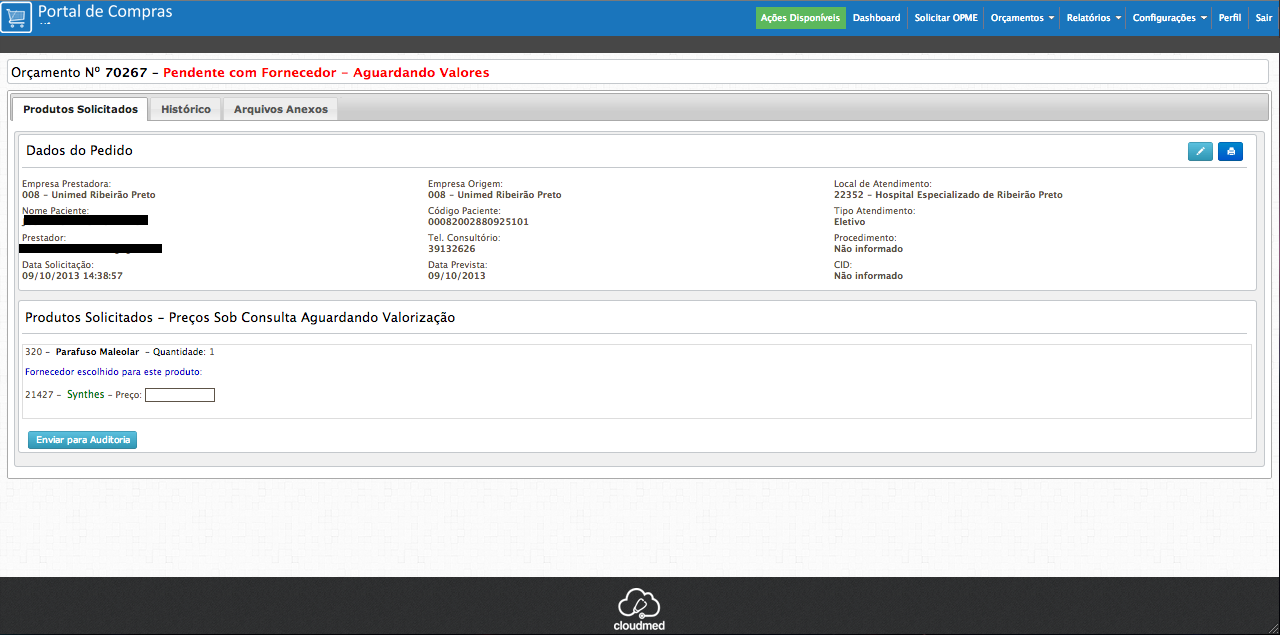 Portal de Compras
Ações Disponíveis Dashboard Solicitar OPME Orçamentos Relatórios Configurações Perfil Sair
Orçamento Nº 70267 - Pendente com Fornecedor - Aguardando Valores
Produtos Solicitados Histórico Arquivos Anexos
Dados do Pedido
Empresa Prestadora: Empresa Origem: Local de Atendimento:
008 - Unimed Ribeirão Preto 008 - Unimed Ribeirão Preto 22352 - Hospital Especializado de Ribeirão Preto
Nome Paciente: Código Paciente: Tipo Atendimento:
00082002880925101 Eletivo
Prestador: Tel. Consultório: Procedimento:
39132626 Não informado
Data Solicitação: Data Prevista: CID:
09/10/2013 14:38:57 09/10/2013 Não informado
Produtos Solicitados - Preços Sob Consulta Aguardando Valorização
320 - Parafuso Maleolar - Quantidade: 1
Fornecedor escolhido para este produto:
21427 - Synthes - Preço:
Enviar para Auditoria
cloudmed